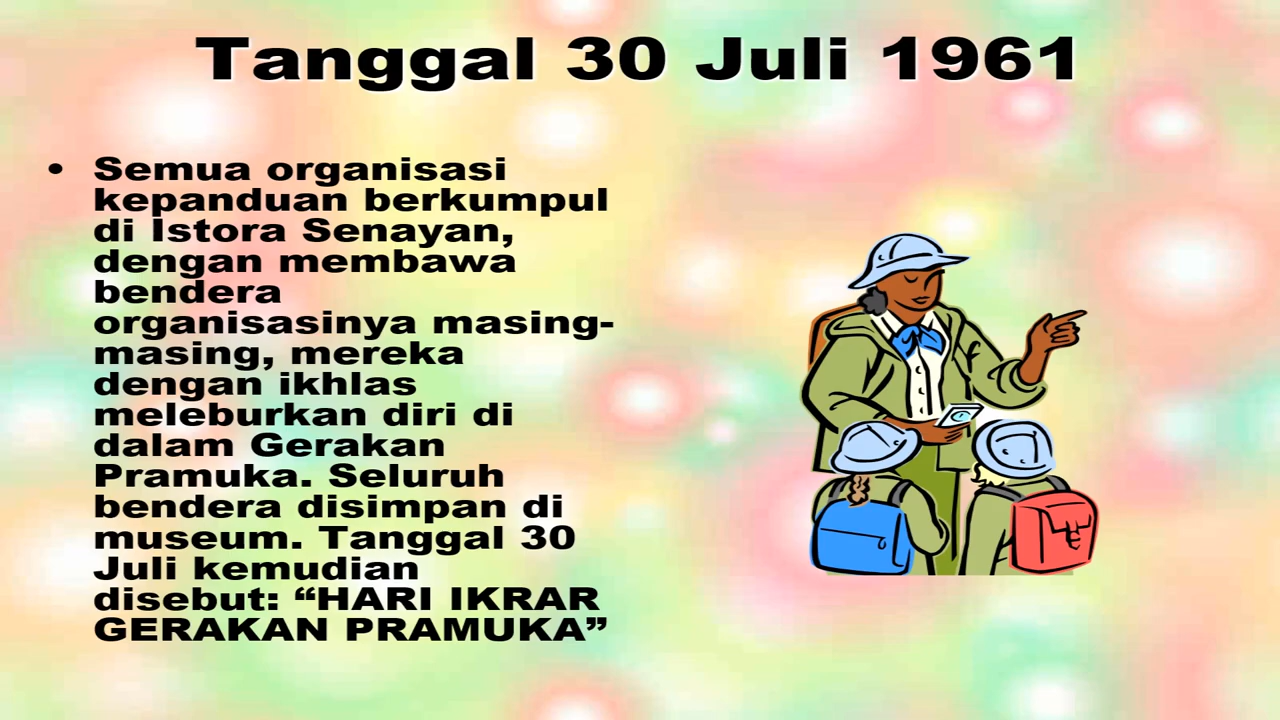 Tanggal 30 Juli 1961
• Semua organisasi
kepanduan berkumpul
di Istora Senayan,
dengan membawa
bendera
organisasinya masing-
masing, mereka
dengan ikhlas
meleburkan diri di
dalam Gerakan
Pramuka. Seluruh
bendera disimpan di
museum. Tanggal 30
Juli kemudian
disebut: “HARI IKRAR
GERAKAN PRAMUKA”